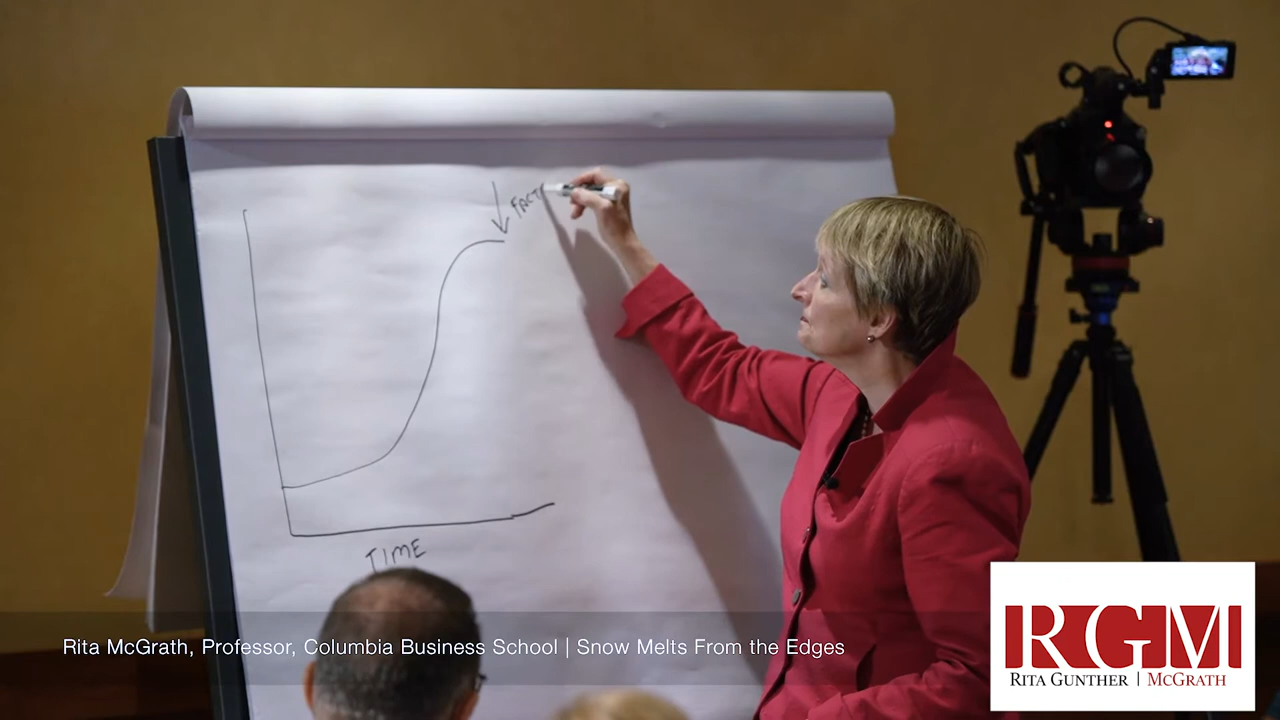 FACT
TIME
Rita McGrath, Professor, Columbia Business School | Snow Melts From the Edges
RGM
RITA GUNTHER | MCGRATH